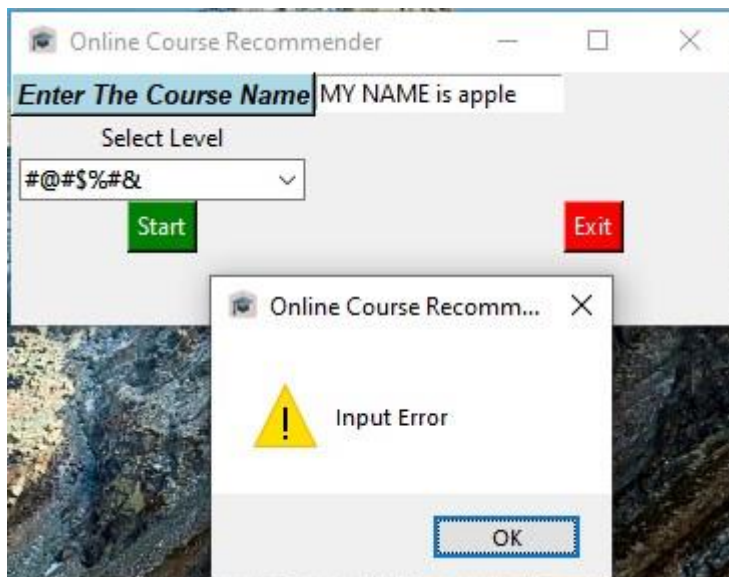 Online Course Recommender
Enter The Course Name MY NAME is apple
Select Level
#@#$%#&
Start Exit
Online Course Recomm...
Input Error
OK